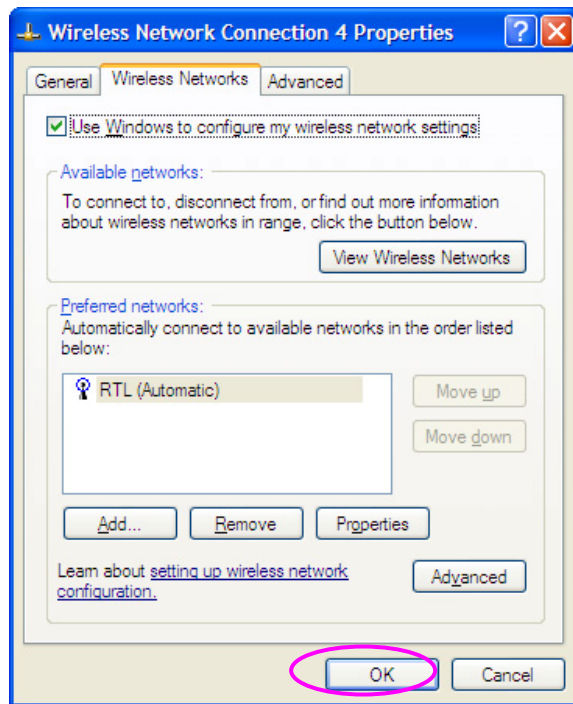 Wireless Network Connection 4 Properties
General Wireless Networks Advanced
Use Windows to configure my wireless network settings
Available networks:
To connect to, disconnect from, or find out more information
about wireless networks in range, click the button below.
View Wireless Networks
Preferred networks:
Automatically connect to available networks in the order listed
below:
RTL (Automatic)
Move up
Move down
Add... Remove Properties
Learn about setting up wireless network
configuration.
Advanced
OK Cancel